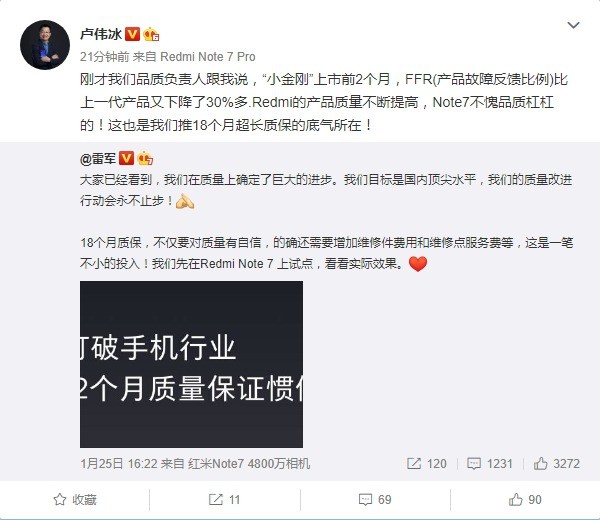 卢伟冰
21分钟前 来自 Redmi Note 7 Pro
刚才我们品质负责人跟我说，“小金刚”上市前2个月，FFR(产品故障反馈比例)比
上一代产品又下降了30%多.Redmi的产品质量不断提高，Note7不愧品质杠杠
的！这也是我们推18个月超长质保的底气所在！
@雷军
大家已经看到，我们在质量上确定了巨大的进步。我们目标是国内顶尖水平，我们的质量改进
行动会永不止步！
18个月质保，不仅要对质量有自信，的确还需要增加维修件费用和维修点服务费等，这是一笔
不小的投入！我们先在Redmi Note 7 上试点，看看实际效果。
打破手机行业
2个月质量保证惯例
1月25日 16:22 来自 红米Note7 4800万相机
120 1231 3272
收藏 11 69 90